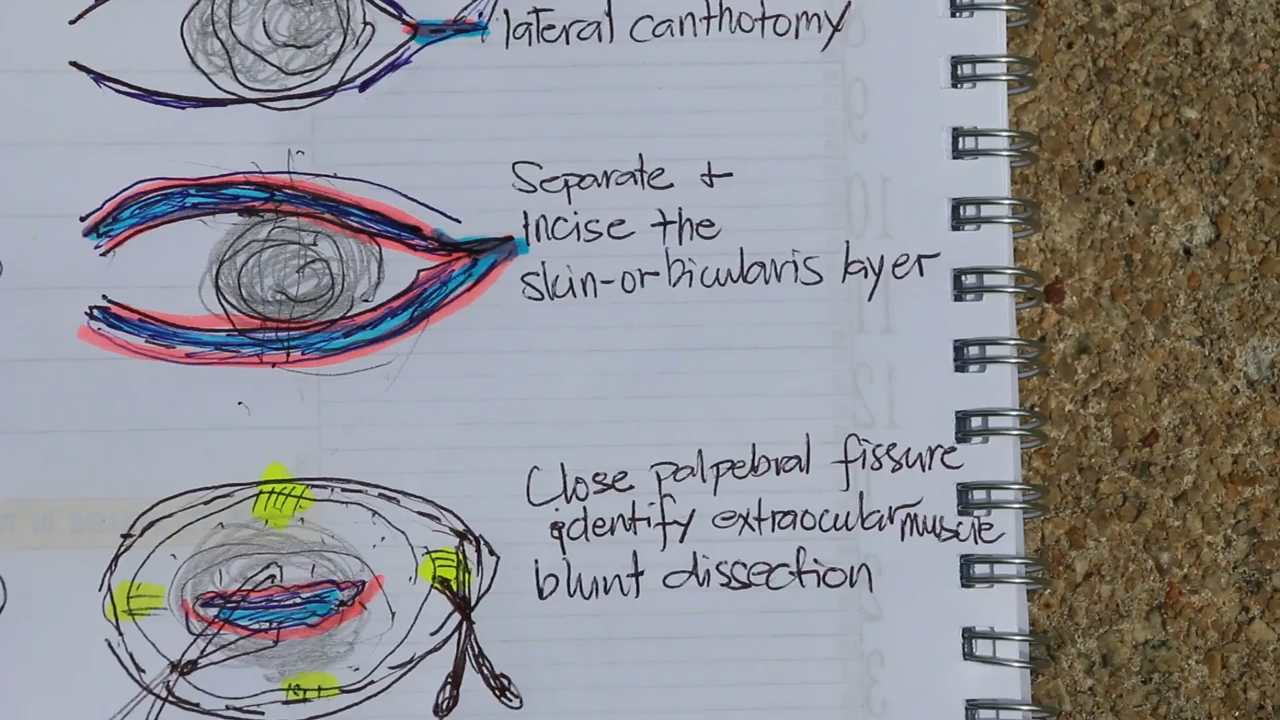 lateral canthotomy
Separate +
Incise the
skin-orbicularis layer
Close palpebral fissure
identify extraocular muscle
blunt dissection